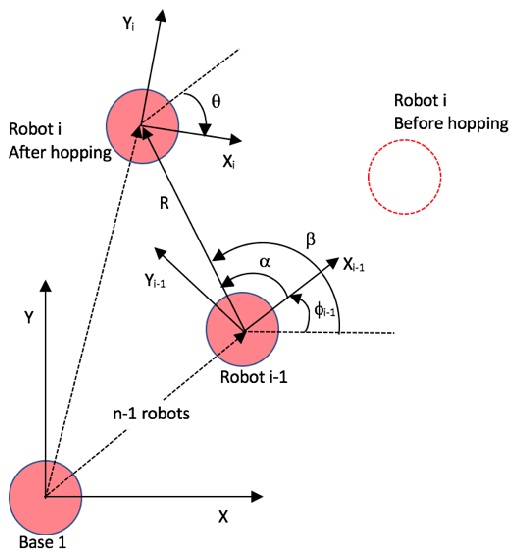 Yi
Robot i
After hopping
θ
Xi
Robot i
Before hopping
R
β
α
Xi-1
Yi-1
ϕi-1
Robot i-1
Y
n-1 robots
X
Base 1